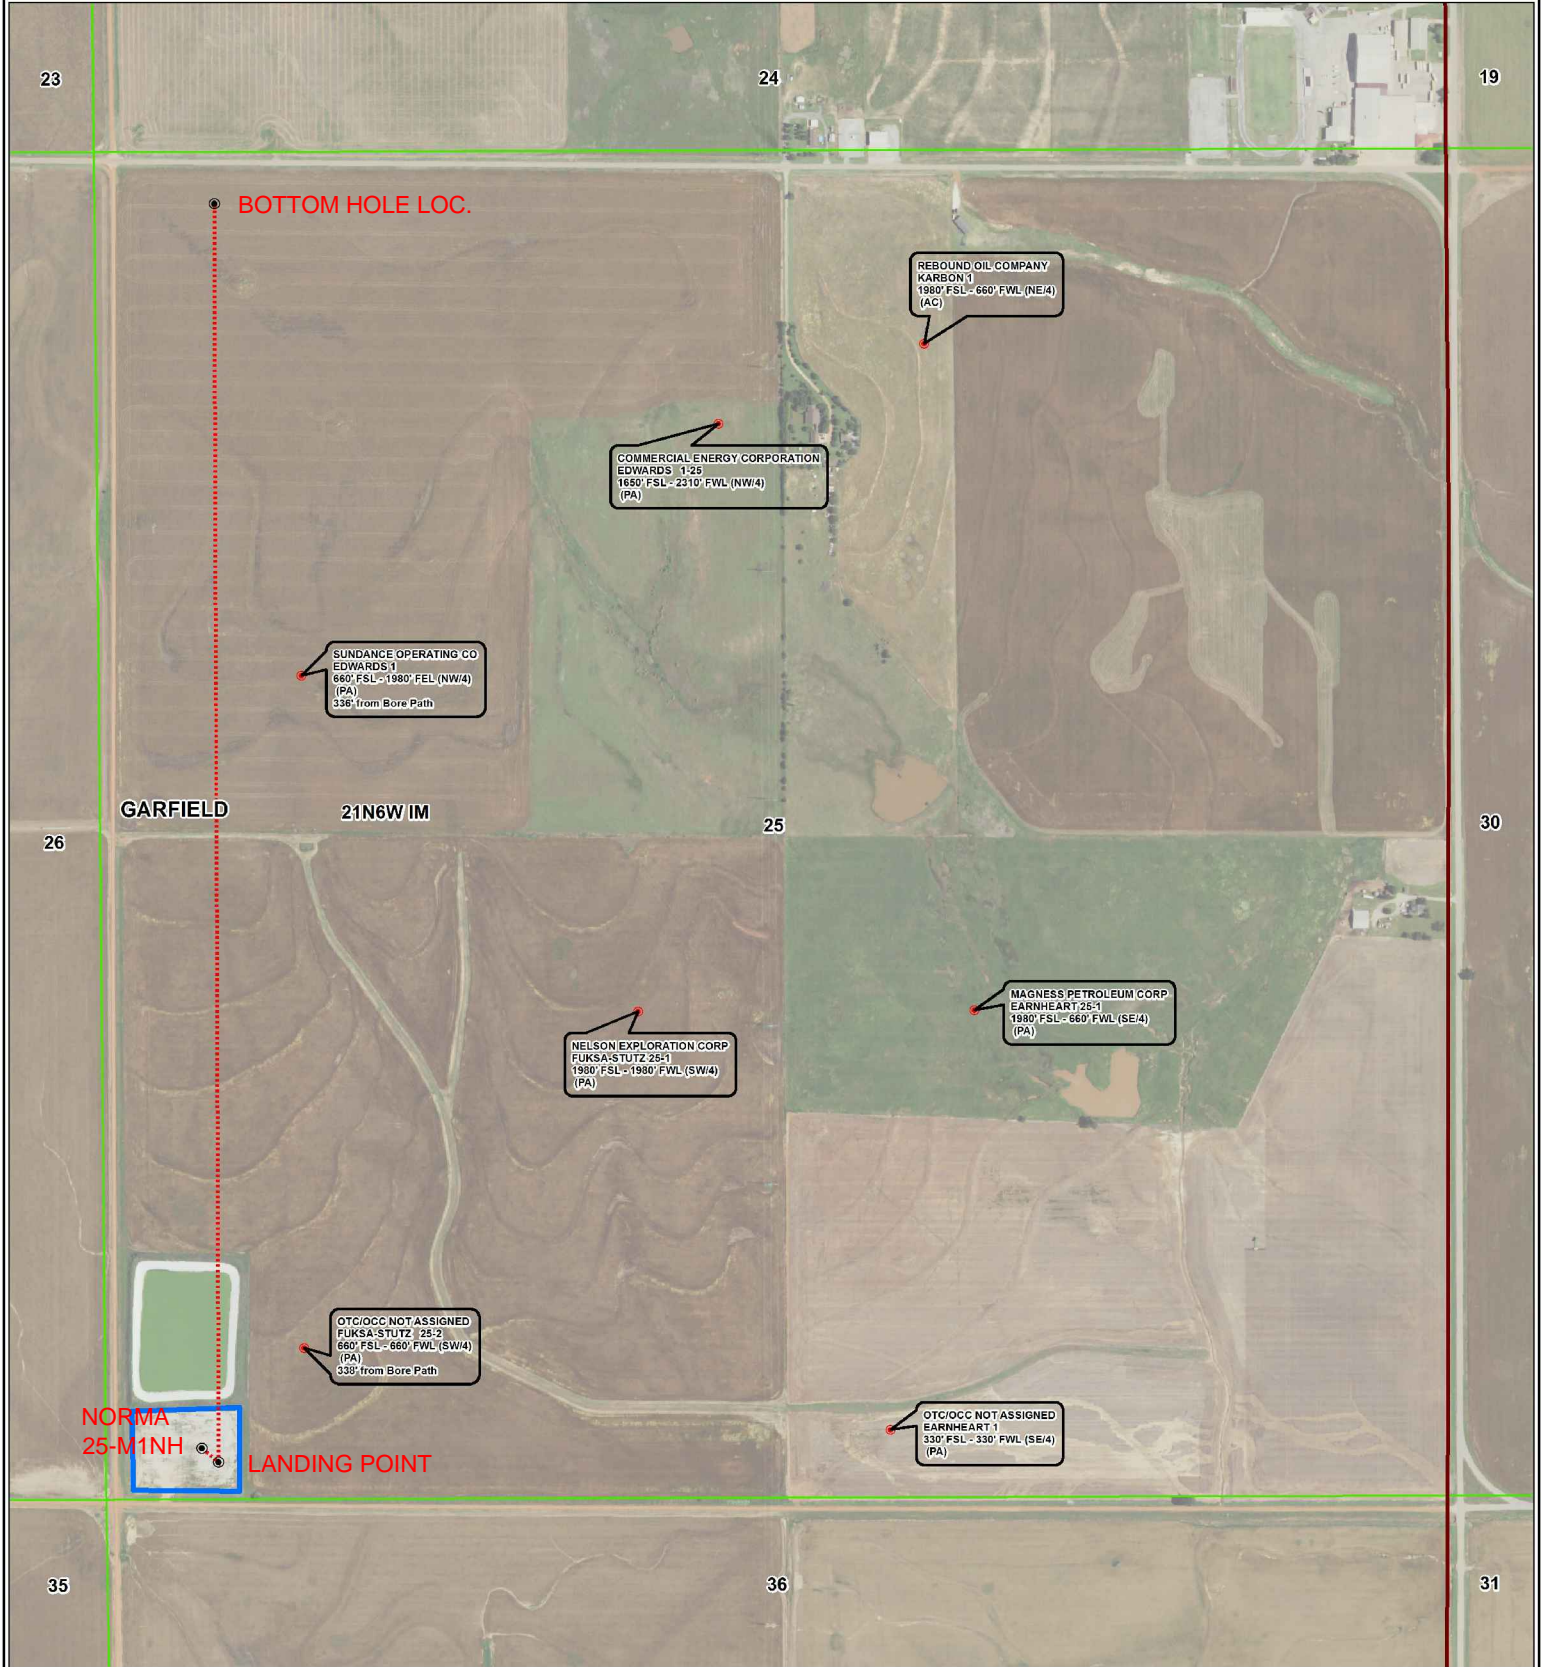 23
24
19
BOTTOM HOLE LOC.
REBOUND OIL COMPANY
KARBON 1
1980' FSL - 660' FWL (NE/4)
(AC)
COMMERCIAL ENERGY CORPORATION
EDWARDS 1-25
1650' FSL - 2310' FWL (NW/4)
(PA)
SUNDANCE OPERATING CO
EDWARDS 1
660' FSL - 1980' FEL (NW/4)
(PA)
336' from Bore Path
GARFIELD
21N6W IM
26
25
30
MAGNESS PETROLEUM CORP
EARNHEART 25-1
1980' FSL - 660' FWL (SE/4)
(PA)
NELSON EXPLORATION CORP
FUKSA-STUTZ 25-1
1980' FSL - 1980' FWL (SW/4)
(PA)
OTC/OCC NOT ASSIGNED
FUKSA-STUTZ 25-2
660' FSL - 660' FWL (SW/4)
(PA)
338' from Bore Path
NORMA
25-M1NH
LANDING POINT
OTC/OCC NOT ASSIGNED
EARNHEART 1
330' FSL - 330' FWL (SE/4)
(PA)
35
36
31